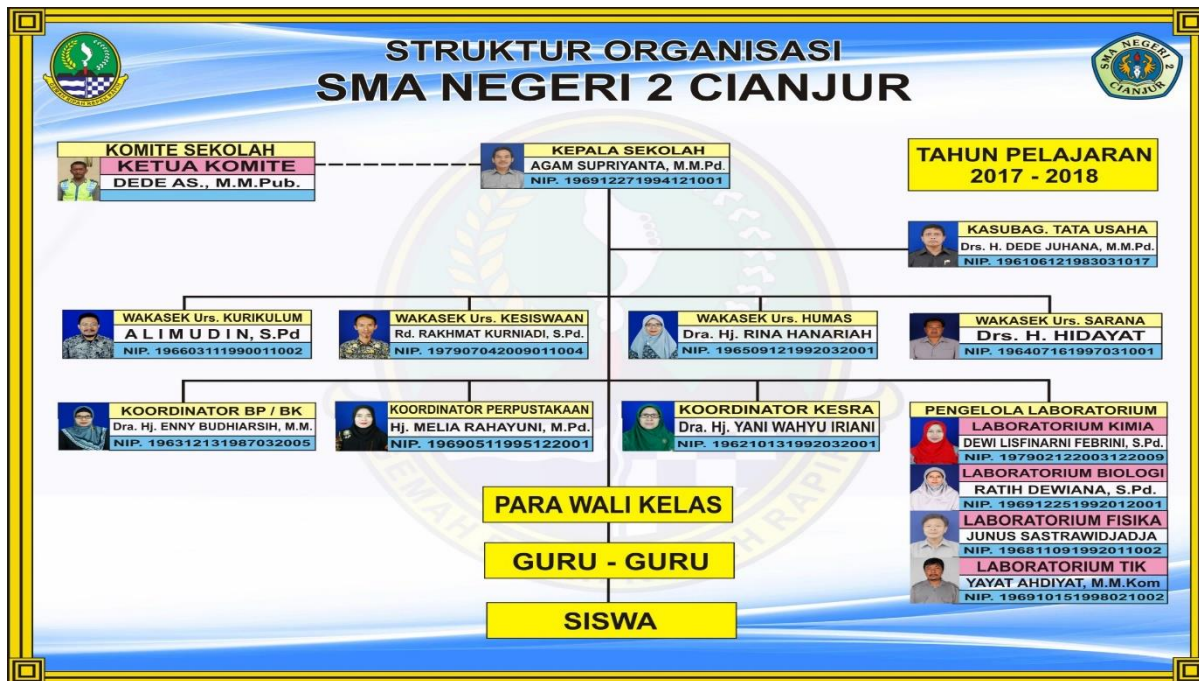 STRUKTUR ORGANISASI
SMA NEGERI 2 CIANJUR
SMA NEGERI 2
CIANJUR
KOMITE SEKOLAH
KETUA KOMITE
DEDE AS., M.M.Pub.
KEPALA SEKOLAH
AGAM SUPRIYANTA, M.M.Pd.
NIP. 196912271994121001
TAHUN PELAJARAN
2017 - 2018
KASUBAG. TATA USAHA
Drs. H. DEDE JUHANA, M.M.Pd.
NIP. 196106121983031017
WAKASEK Urs. KURIKULUM
A L I M U D I N, S.Pd
NIP. 196603111990011002
WAKASEK Urs. KESISWAAN
Rd. RAKHMAT KURNIADI, S.Pd.
NIP. 197907042009011004
WAKASEK Urs. HUMAS
Dra. Hj. RINA HANARIAH
NIP. 196509121992032001
WAKASEK Urs. SARANA
Drs. H. HIDAYAT
NIP. 196407161997031001
KOORDINATOR BP / BK
Dra. Hj. ENNY BUDHIARSIH, M.M.
NIP. 196312131987032005
KOORDINATOR PERPUSTAKAAN
Hj. MELIA RAHAYUNI, M.Pd.
NIP. 19690511995122001
KOORDINATOR KESRA
Dra. Hj. YANI WAHYU IRIANI
NIP. 196210131992032001
PENGELOLA LABORATORIUM
LABORATORIUM KIMIA
DEWI LISFINARNI FEBRINI, S.Pd.
NIP. 197902122003122009
LABORATORIUM BIOLOGI
RATIH DEWIANA, S.Pd.
NIP. 196912251992012001
LABORATORIUM FISIKA
JUNUS SASTRAWIDJADJA
NIP. 196811091992011002
LABORATORIUM TIK
YAYAT AHDIYAT, M.M.Kom
NIP. 196910151998021002
PARA WALI KELAS
GURU - GURU
SISWA